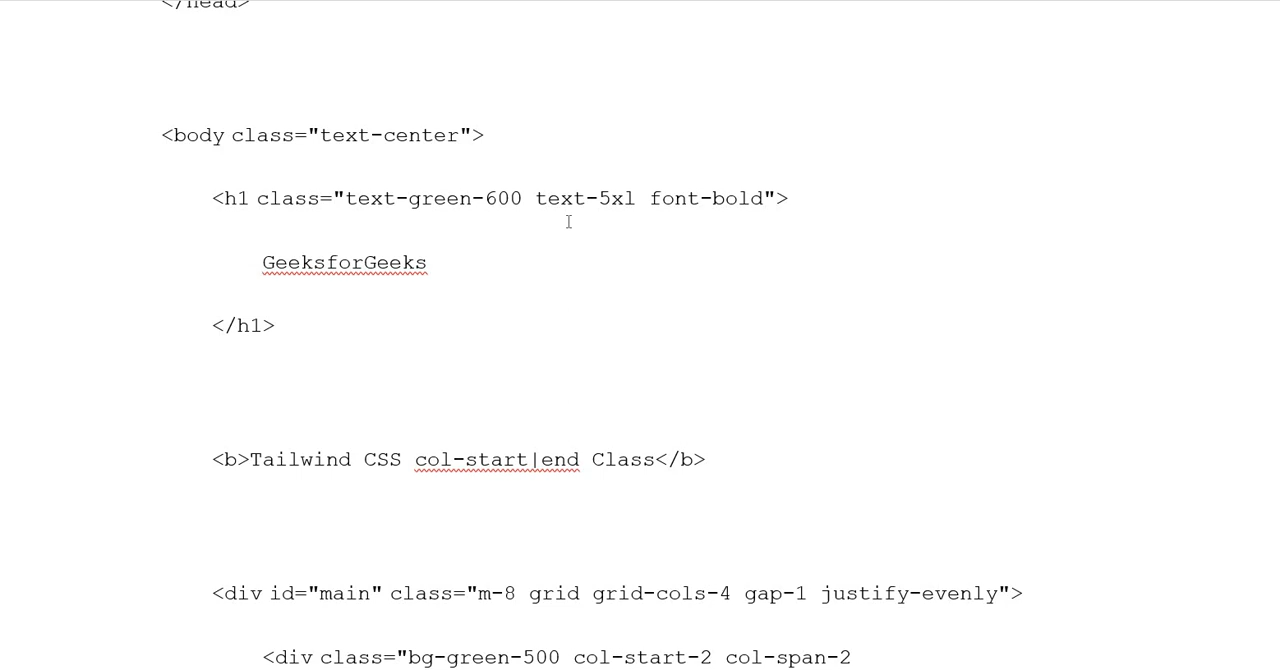 </head>
<body class="text-center">
<h1 class="text-green-600 text-5xl font-bold">
GeeksforGeeks
</h1>
<b>Tailwind CSS col-start|end Class</b>
<div id="main" class="m-8 grid grid-cols-4 gap-1 justify-evenly">
<div class="bg-green-500 col-start-2 col-span-2